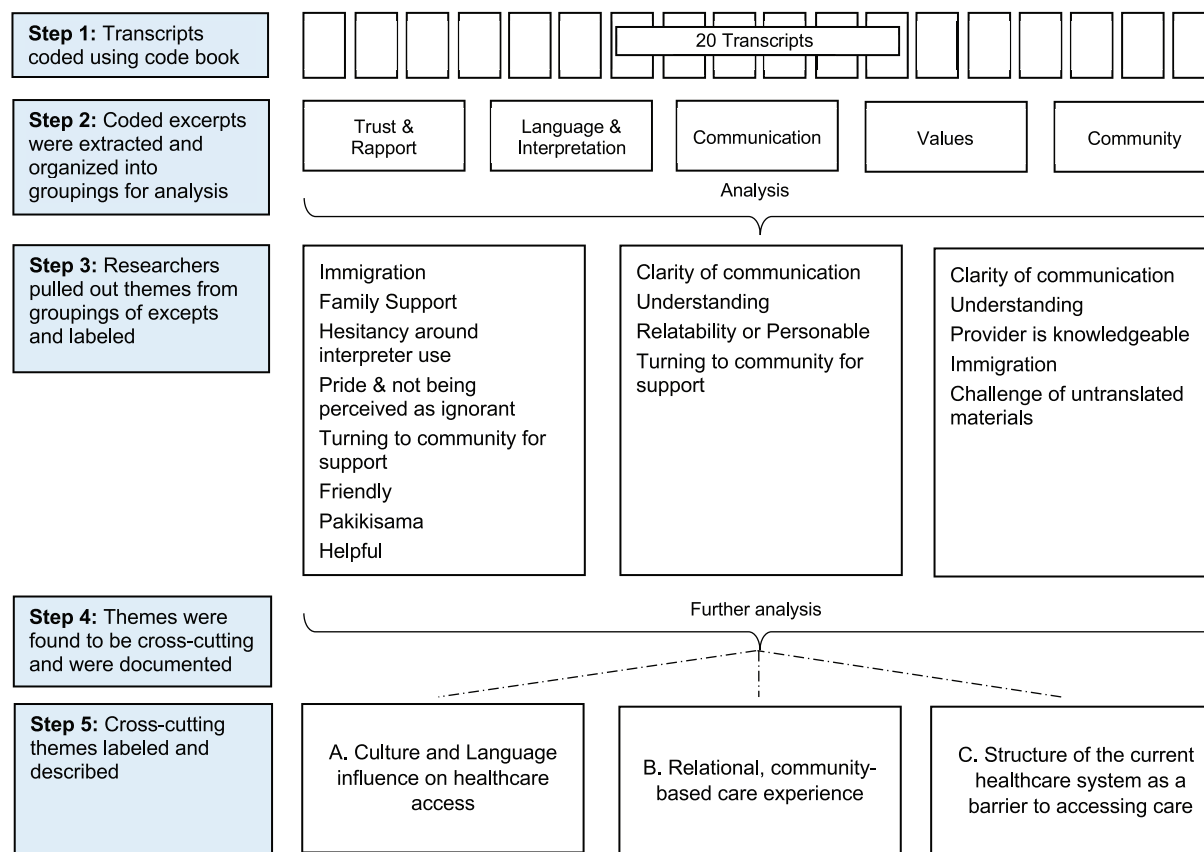 Step 1: Transcripts
coded using code book
20 Transcripts
Step 2: Coded excerpts
were extracted and
organized into
groupings for analysis
Trust &
Rapport
Language &
Interpretation
Communication
Values
Community
Analysis
Step 3: Researchers
pulled out themes from
groupings of excepts
and labeled
Immigration
Family Support
Hesitancy around
interpreter use
Pride & not being
perceived as ignorant
Turning to community for
support
Friendly
Pakikisama
Helpful
Clarity of communication
Understanding
Relatability or Personable
Turning to community for
support
Clarity of communication
Understanding
Provider is knowledgeable
Immigration
Challenge of untranslated
materials
Step 4: Themes were
found to be cross-cutting
and were documented
Further analysis
Step 5: Cross-cutting
themes labeled and
described
A. Culture and Language
influence on healthcare
access
B. Relational, community-
based care experience
C. Structure of the current
healthcare system as a
barrier to accessing care